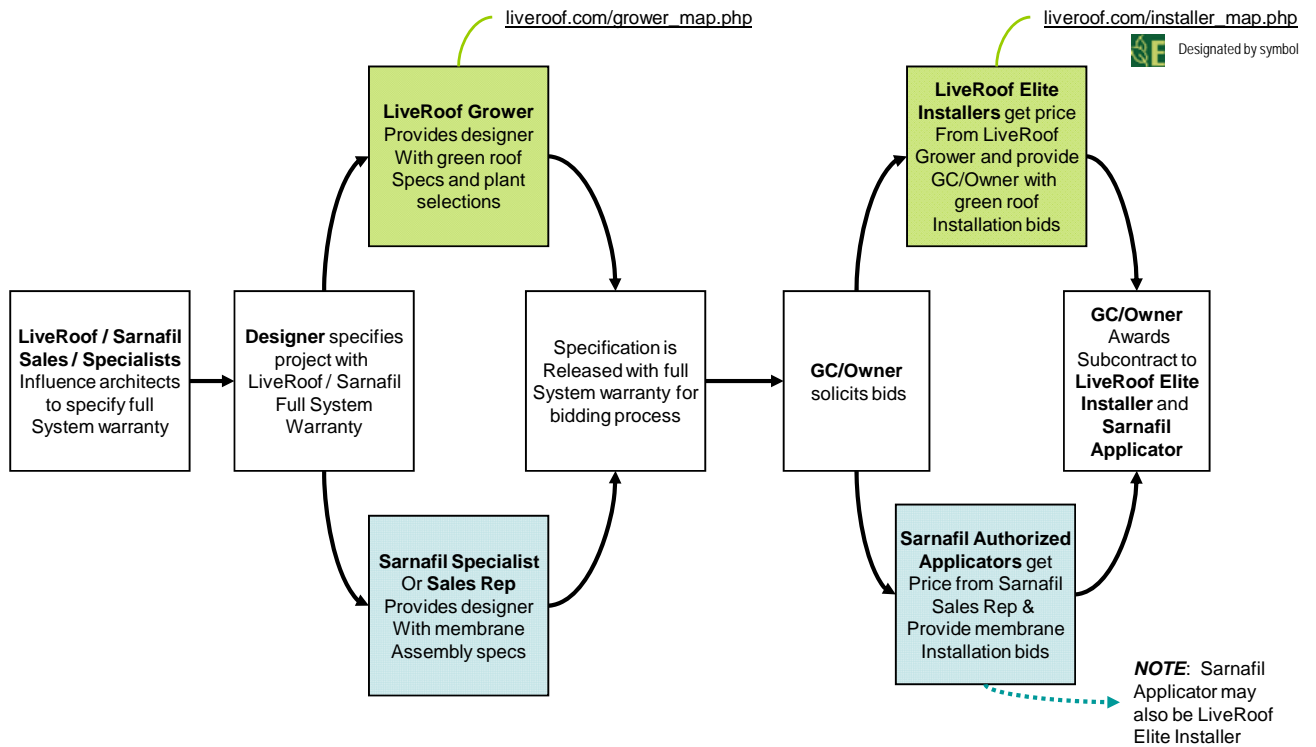 liveroof.com/grower_map.php
liveroof.com/installer_map.php
E
Designated by symbol
LiveRoof Grower
Provides designer
With green roof
Specs and plant
selections
LiveRoof Elite
Installers get price
From LiveRoof
Grower and provide
GC/Owner with
green roof
Installation bids
LiveRoof / Sarnafil
Sales / Specialists
Influence architects
to specify full
System warranty
Designer specifies
project with
LiveRoof / Sarnafil
Full System
Warranty
Specification is
Released with full
System warranty for
bidding process
GC/Owner
solicits bids
GC/Owner
Awards
Subcontract to
LiveRoof Elite
Installer and
Sarnafil
Applicator
Sarnafil Specialist
Or Sales Rep
Provides designer
With membrane
Assembly specs
Sarnafil Authorized
Applicators get
Price from Sarnafil
Sales Rep &
Provide membrane
Installation bids
NOTE: Sarnafil
Applicator may
also be LiveRoof
Elite Installer